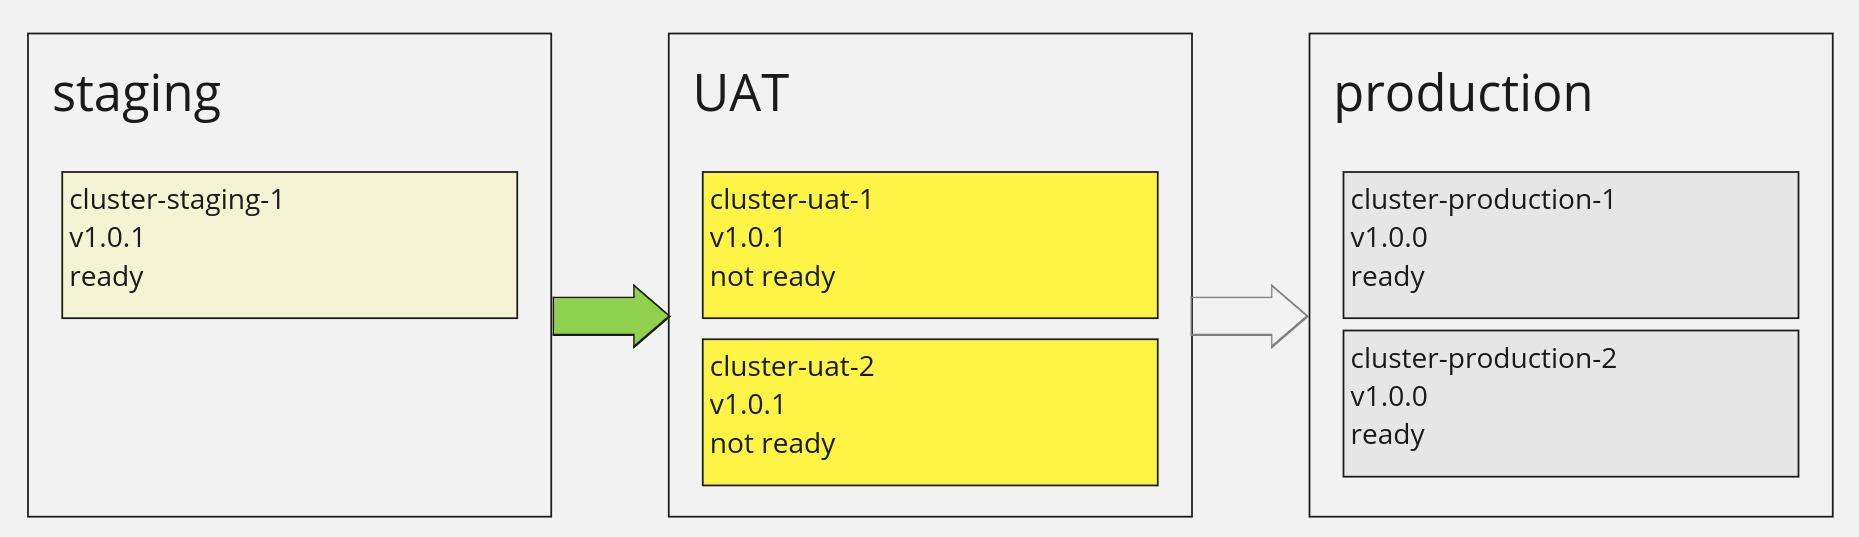 staging
cluster-staging-1
v1.0.1
ready
UAT
cluster-uat-1
v1.0.1
not ready
cluster-uat-2
v1.0.1
not ready
production
cluster-production-1
v1.0.0
ready
cluster-production-2
v1.0.0
ready